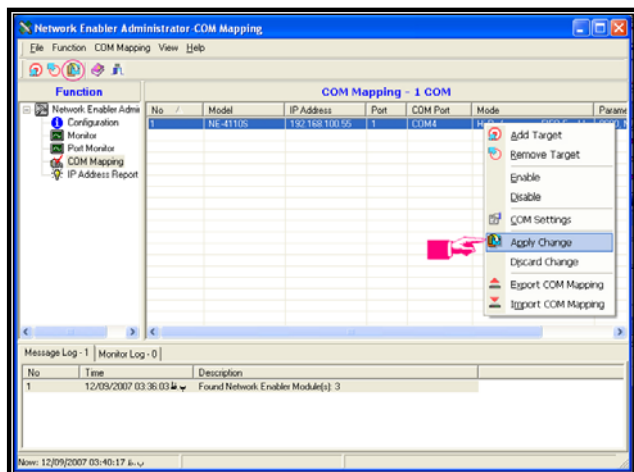 Network Enabler Administrator-COM Mapping
File Function COM Mapping View Help
Function
COM Mapping - 1 COM
Network Enabler Admi
Configuration
Monitor
Port Monitor
COM Mapping
IP Address Report
No / Model IP Address Port COM Port Mode Parame
1 NE-4110S 192.168.100.55 1 COM4
Add Target
Remove Target
Enable
Disable
COM Settings
Apply Change
Discard Change
Export COM Mapping
Import COM Mapping
Message Log - 1 Monitor Log - 0
No Time Description
1 12/09/2007 03:36:03 Found Network Enabler Module(s): 3
Now: 12/09/2007 03:40:17